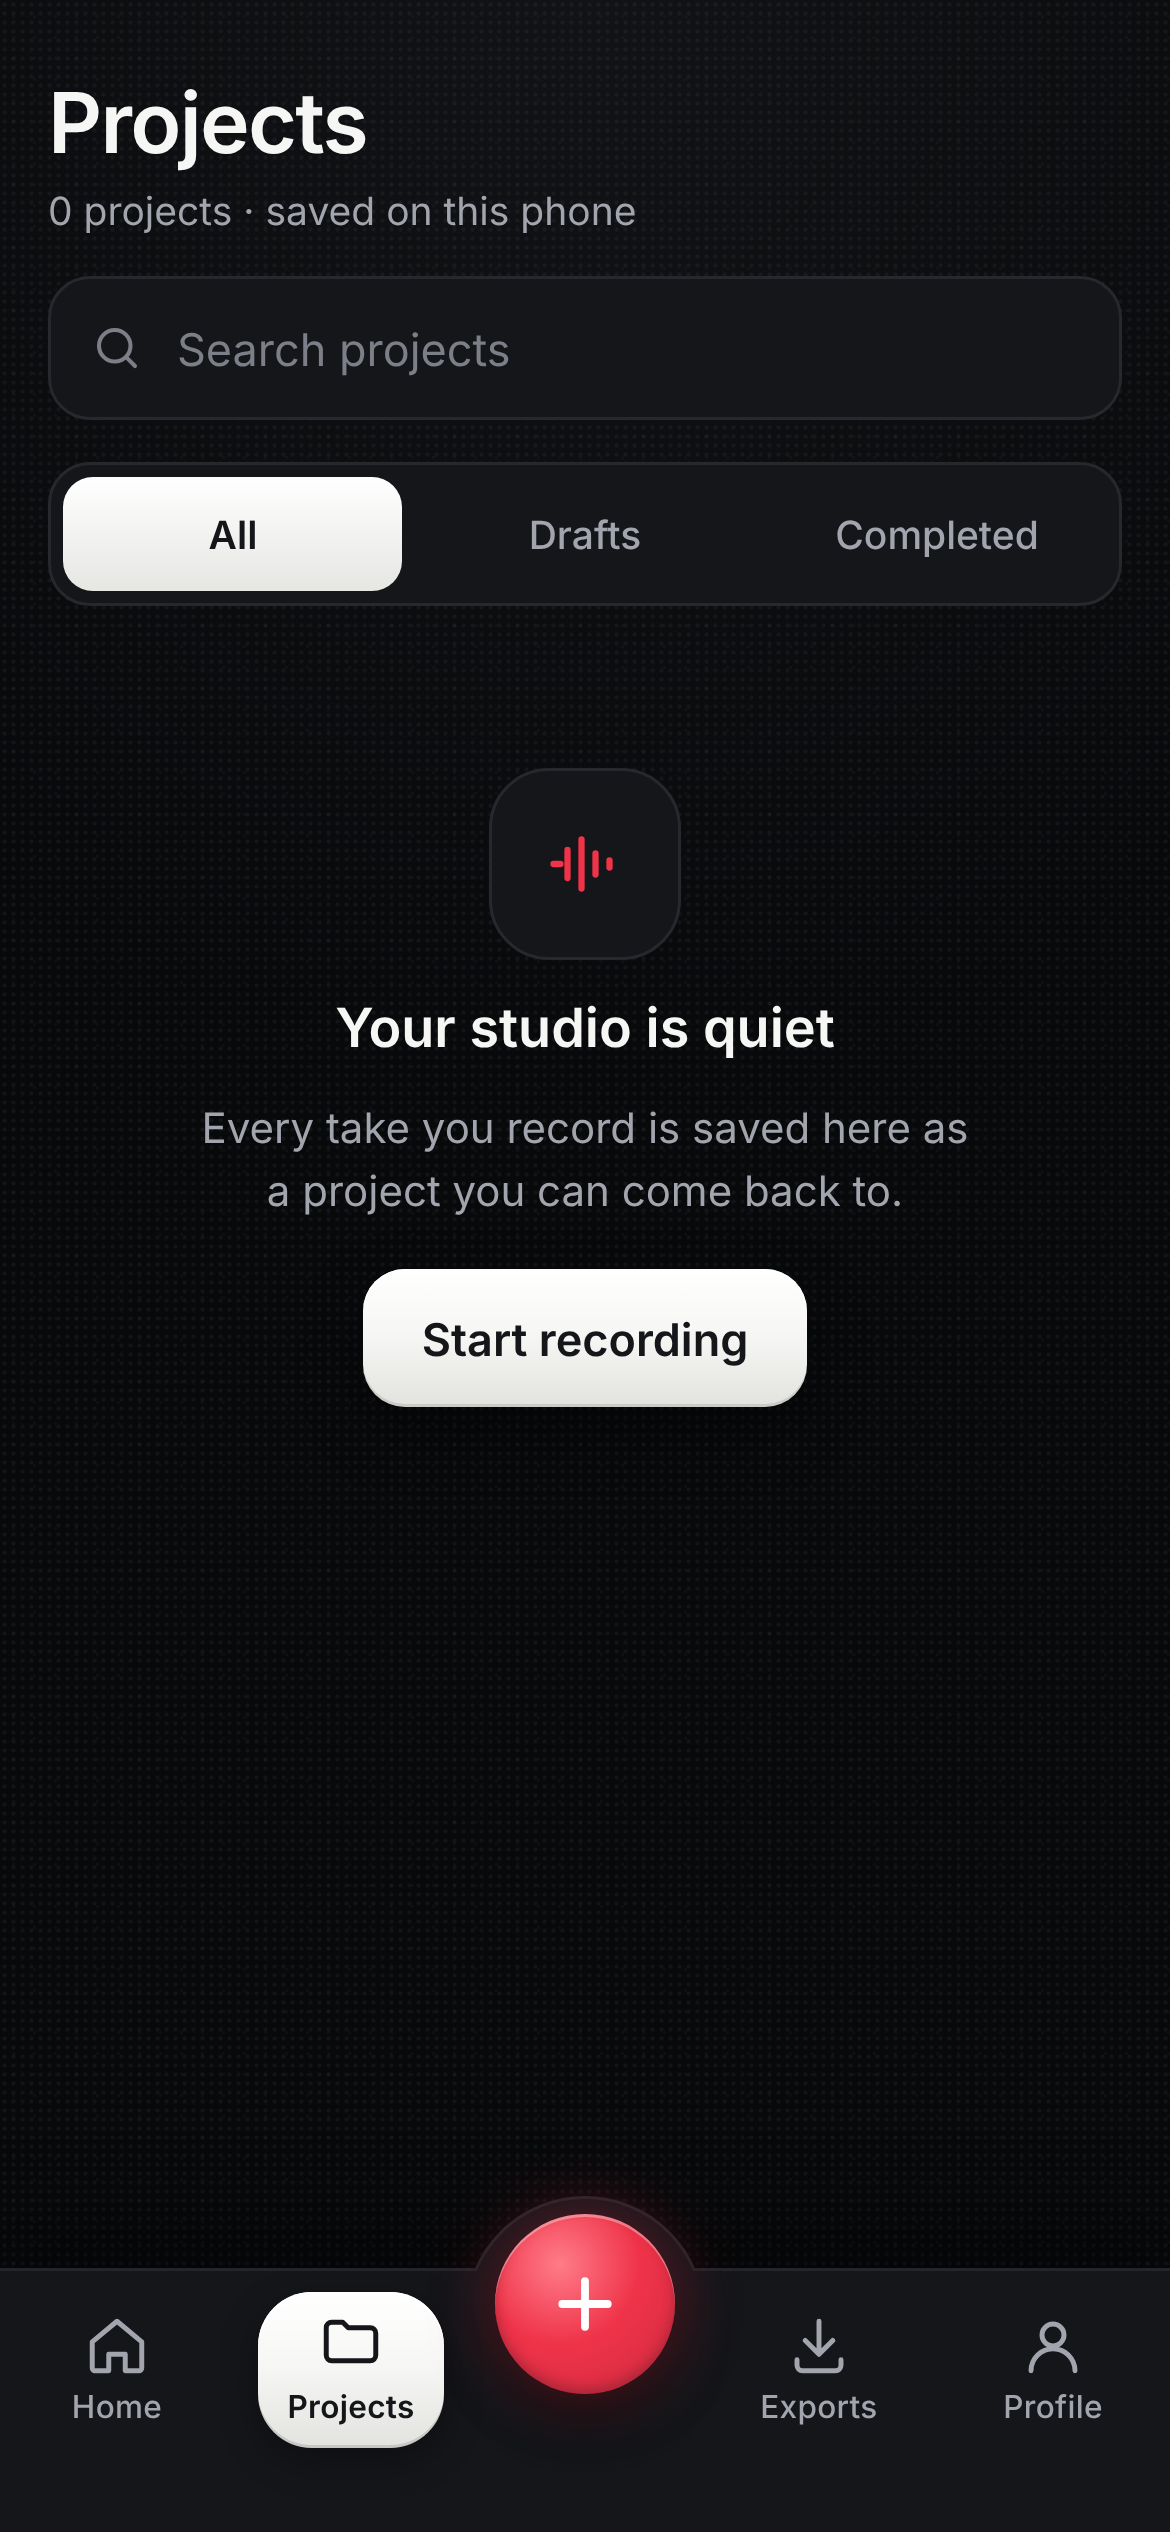 Projects
0 projects · saved on this phone
Search projects
All
Drafts
Completed
Your studio is quiet
Every take you record is saved here as
a project you can come back to.
Start recording
Home
Projects
Exports
Profile